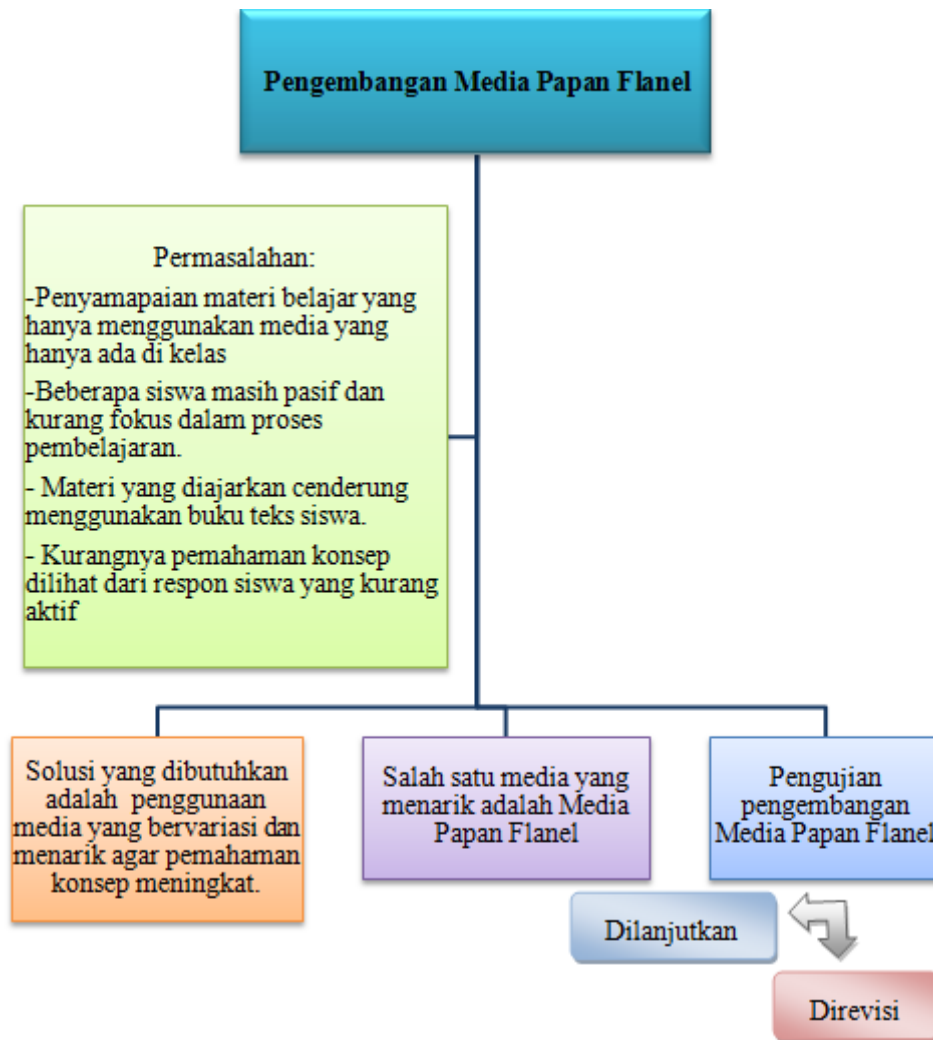 Pengembangan Media Papan Flanel
Permasalahan:
-Penyamapaian materi belajar yang
hanya menggunakan media yang
hanya ada di kelas
-Beberapa siswa masih pasif dan
kurang fokus dalam proses
pembelajaran.
- Materi yang diajarkan cenderung
menggunakan buku teks siswa.
- Kurangnya pemahaman konsep
dilihat dari respon siswa yang kurang
aktif
Solusi yang dibutuhkan
adalah penggunaan
media yang bervariasi dan
menarik agar pemahaman
konsep meningkat.
Salah satu media yang
menarik adalah Media
Papan Flanel
Pengujian
pengembangan
Media Papan Flanel
Dilanjutkan
Direvisi